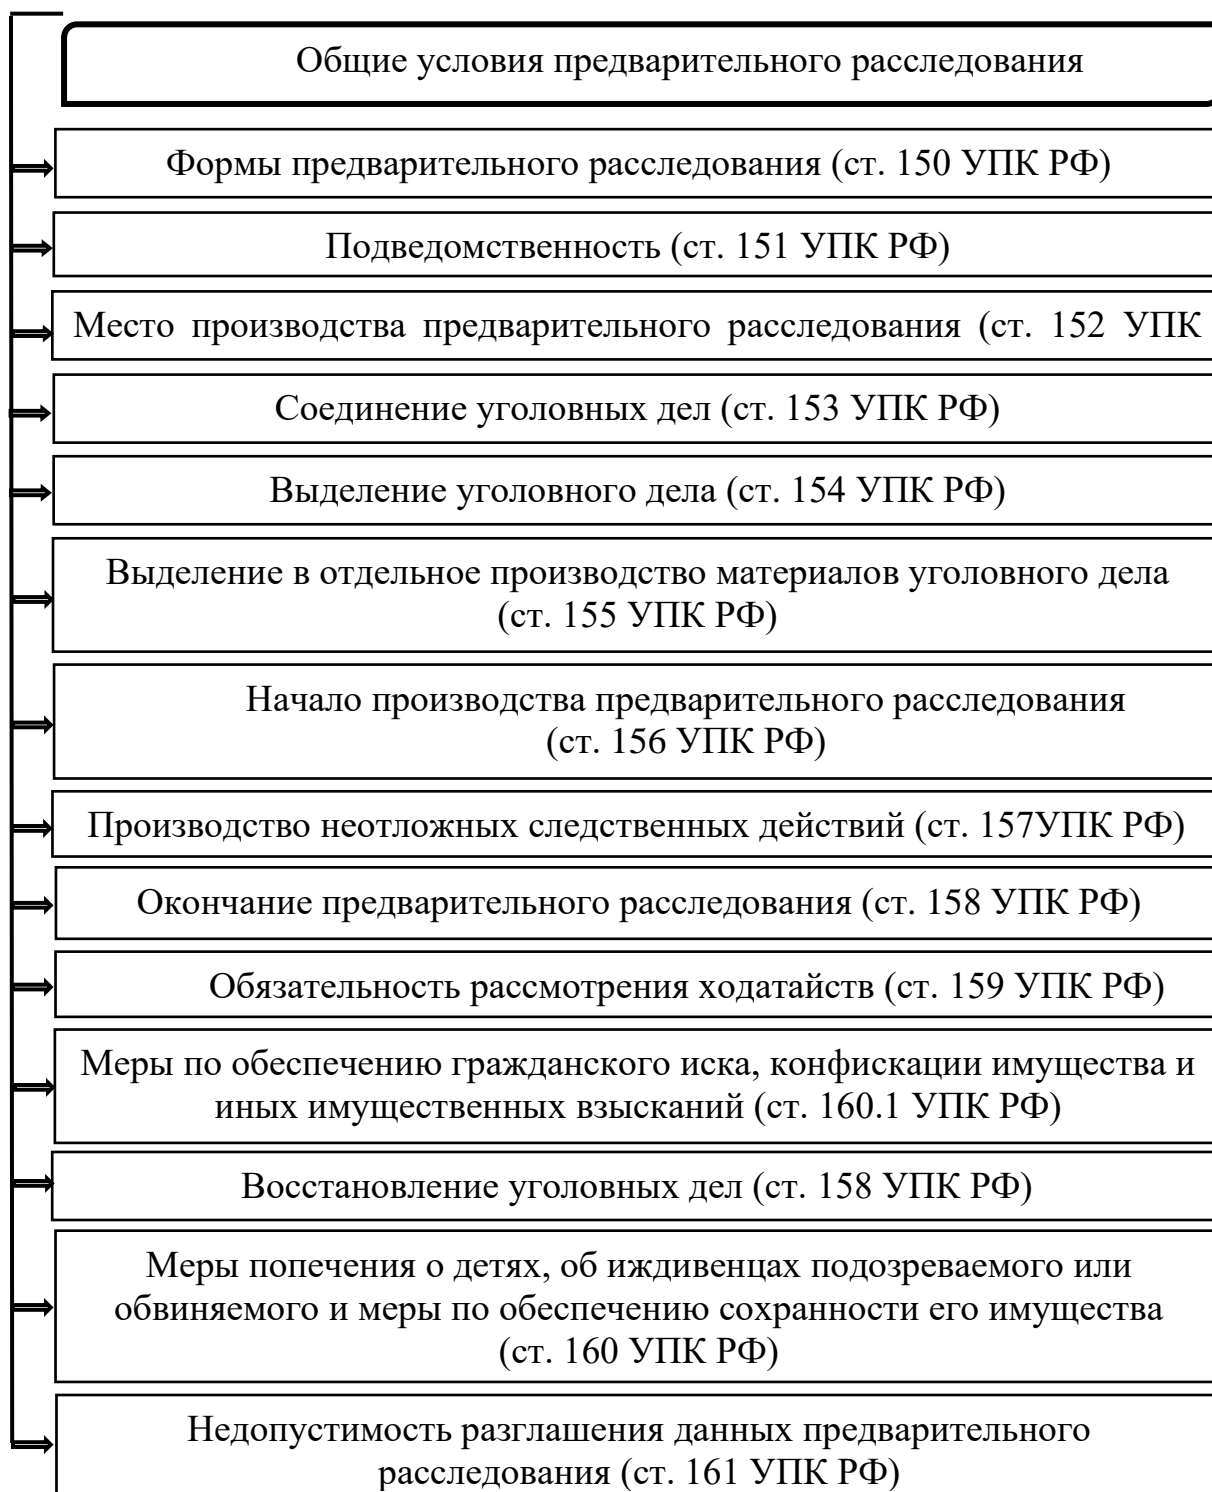 Общие условия предварительного расследования
Формы предварительного расследования (ст. 150 УПК РФ)
Подведомственность (ст. 151 УПК РФ)
Место производства предварительного расследования (ст. 152 УПК
Соединение уголовных дел (ст. 153 УПК РФ)
Выделение уголовного дела (ст. 154 УПК РФ)
Выделение в отдельное производство материалов уголовного дела
(ст. 155 УПК РФ)
Начало производства предварительного расследования
(ст. 156 УПК РФ)
Производство неотложных следственных действий (ст. 157УПК РФ)
Окончание предварительного расследования (ст. 158 УПК РФ)
Обязательность рассмотрения ходатайств (ст. 159 УПК РФ)
Меры по обеспечению гражданского иска, конфискации имущества и
иных имущественных взысканий (ст. 160.1 УПК РФ)
Восстановление уголовных дел (ст. 158 УПК РФ)
Меры попечения о детях, об иждивенцах подозреваемого или
обвиняемого и меры по обеспечению сохранности его имущества
(ст. 160 УПК РФ)
Недопустимость разглашения данных предварительного
расследования (ст. 161 УПК РФ)